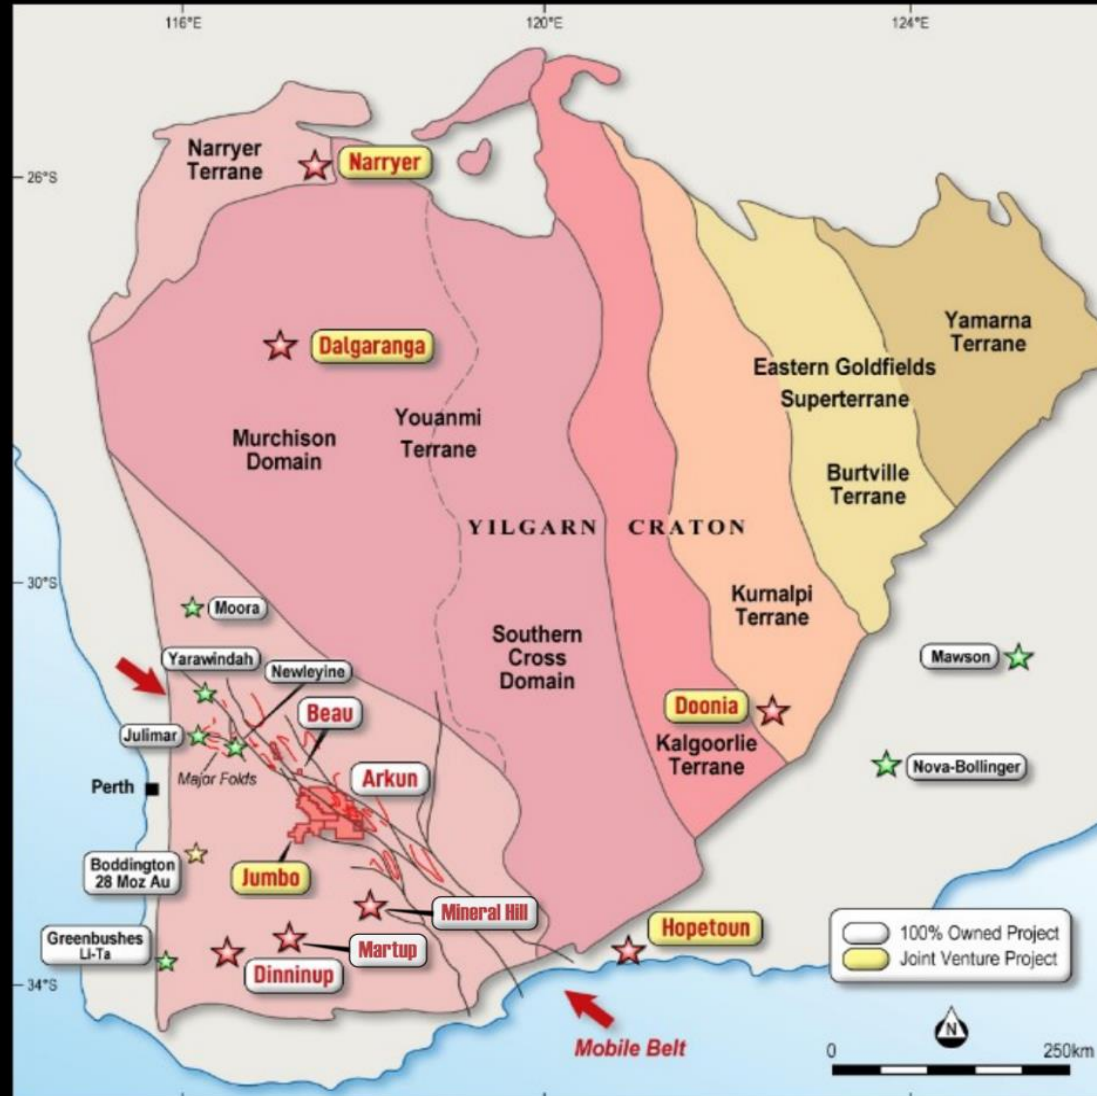 116°E
120°E
124°E
26°S
30°S
34°S
Narryer
Terrane
Narryer
Dalgaranga
Murchison
Domain
Youanmi
Terrane
YILGARN CRATON
Southern
Cross
Domain
Eastern Goldfields
Superterrane
Yamarna
Terrane
Burtville
Terrane
Kurnalpi
Terrane
Doonia
Kalgoorlie
Terrane
Mawson
Nova-Bollinger
Moora
Yarawindah
Newleyine
Beau
Julimar
Major Folds
Perth
Arkun
Boddington
28 Moz Au
Jumbo
Mineral Hill
Greenbushes
Li-Ta
Martup
Dinninup
Hopetoun
Mobile Belt
100% Owned Project
Joint Venture Project
N
0 250km